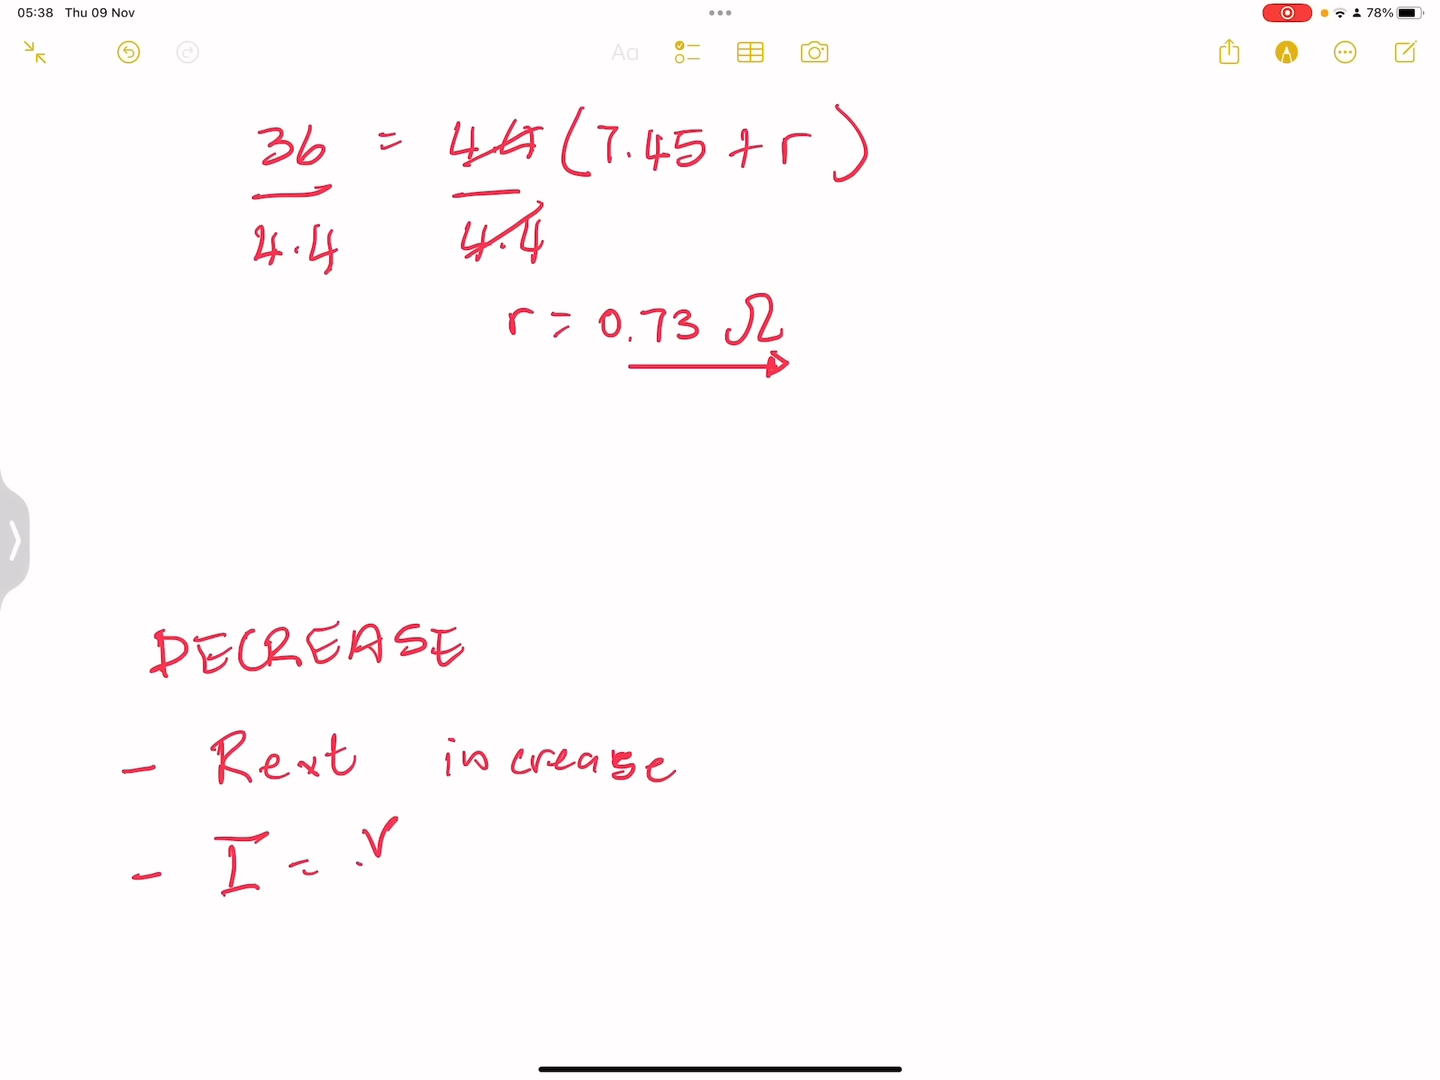 05:38 Thu 09 Nov 78%
Aa
36 = 4.4 (7.45 + r)
4.4 4.4
r = 0.73 Ω
DECREASE
- Rext increase
- I = V